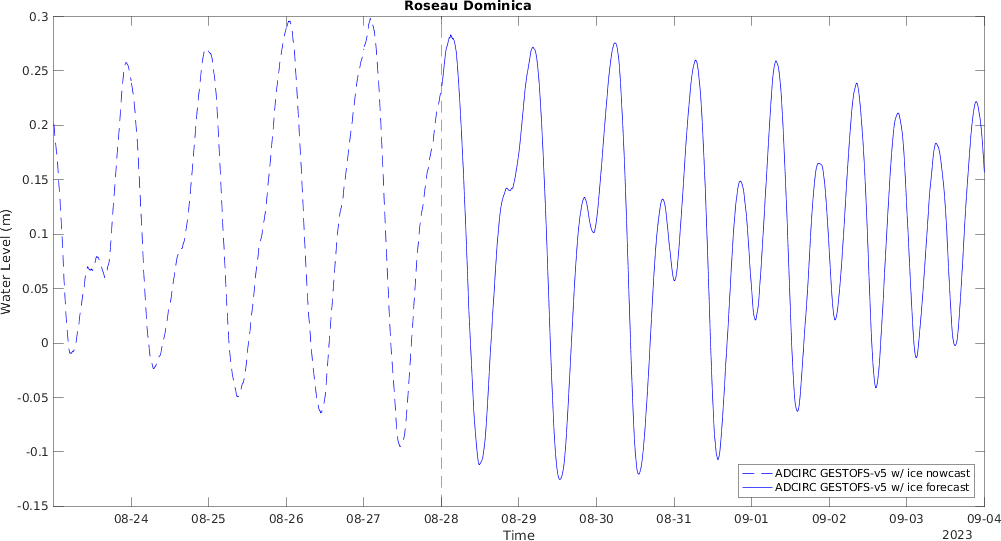 Roseau Dominica
0.3
0.25
0.2
0.15
0.1
0.05
0
-0.05
-0.1
-0.15
Water Level (m)
ADCIRC GESTOFS-v5 w/ ice nowcast
ADCIRC GESTOFS-v5 w/ ice forecast
08-24 08-25 08-26 08-27 08-28 08-29 08-30 08-31 09-01 09-02 09-03 09-04
Time
2023